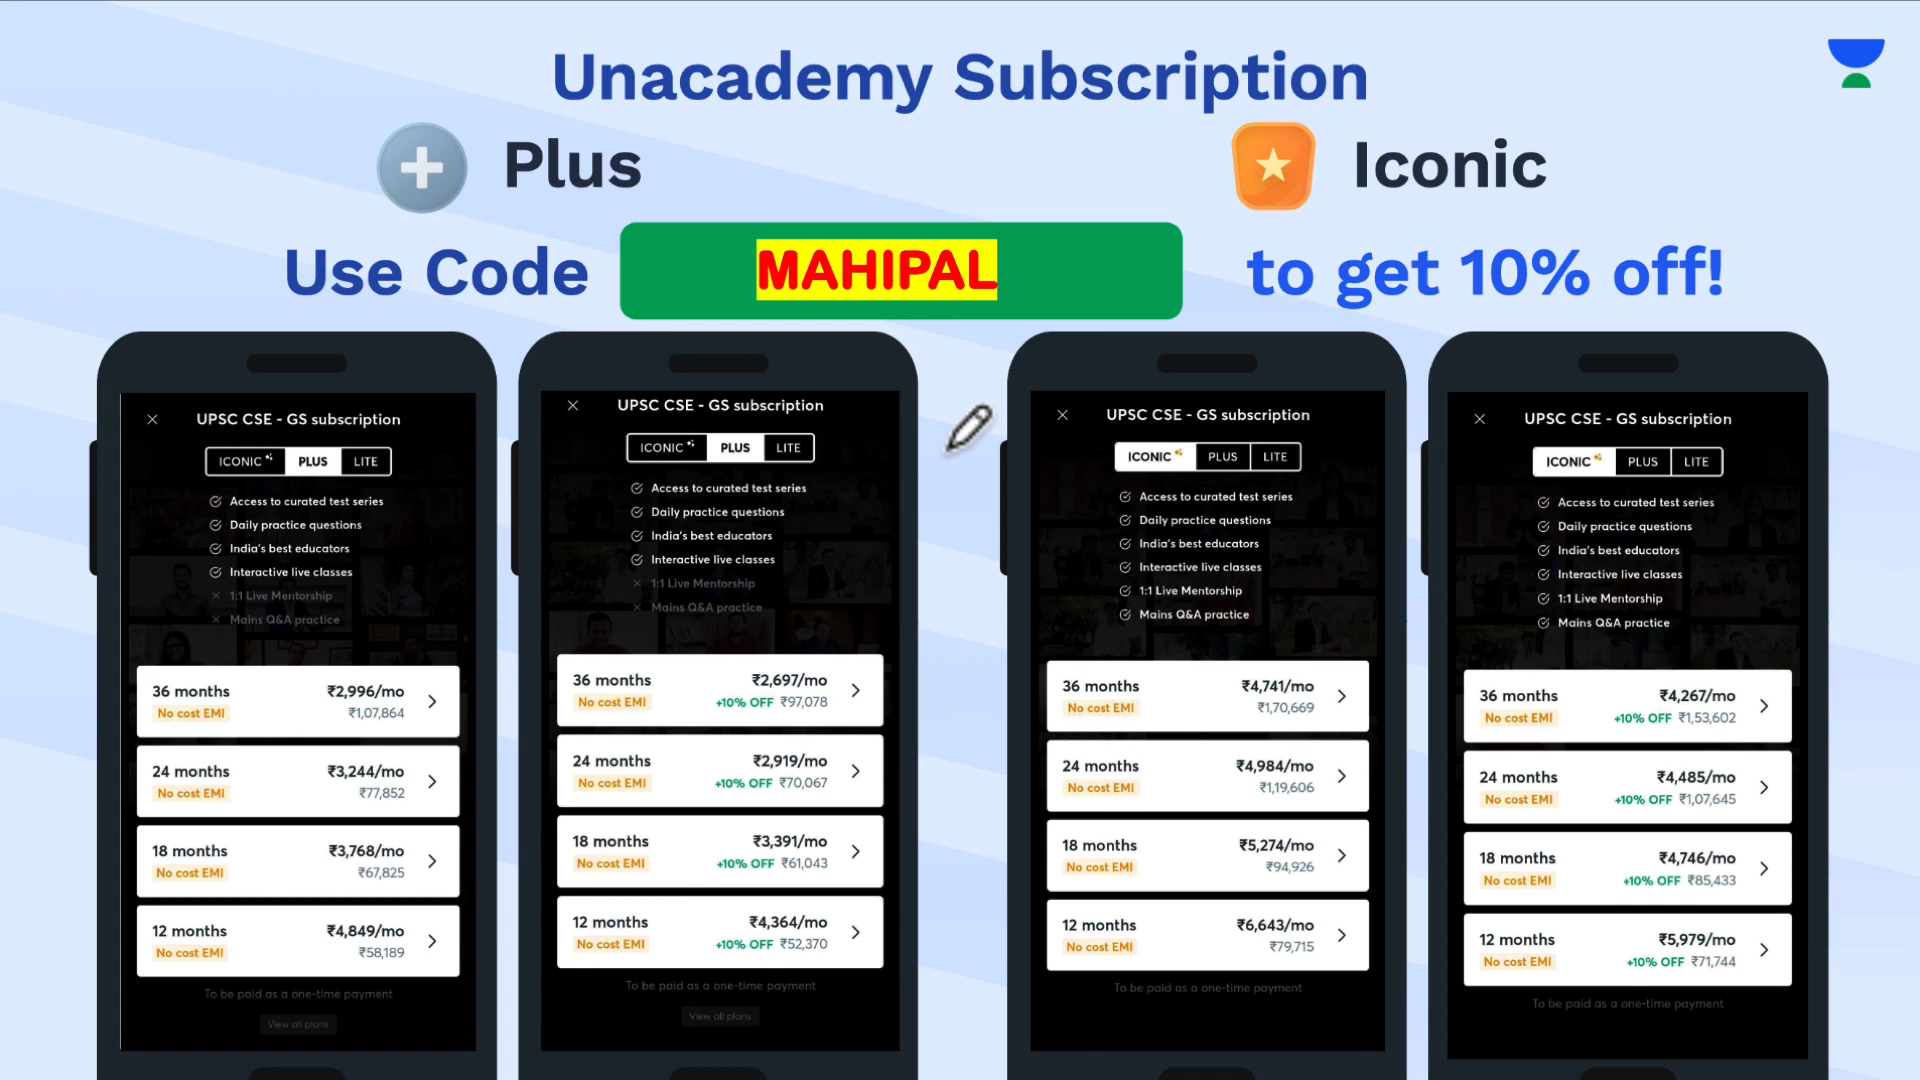 Unacademy Subscription
Plus
Iconic
Use Code MAHIPAL to get 10% off!
UPSC CSE - GS subscription
ICONIC PLUS LITE
Access to curated test series
Daily practice questions
India's best educators
Interactive live classes
1:1 Live Mentorship
Mains Q&A practice
36 months ₹2,996/mo
No cost EMI ₹1,07,864
24 months ₹3,244/mo
No cost EMI ₹77,852
18 months ₹3,768/mo
No cost EMI ₹67,825
12 months ₹4,849/mo
No cost EMI ₹58,189
To be paid as a one-time payment
View all plans
UPSC CSE - GS subscription
ICONIC PLUS LITE
Access to curated test series
Daily practice questions
India's best educators
Interactive live classes
1:1 Live Mentorship
Mains Q&A practice
36 months ₹2,697/mo
No cost EMI +10% OFF ₹97,078
24 months ₹2,919/mo
No cost EMI +10% OFF ₹70,067
18 months ₹3,391/mo
No cost EMI +10% OFF ₹61,043
12 months ₹4,364/mo
No cost EMI +10% OFF ₹52,370
To be paid as a one-time payment
View all plans
UPSC CSE - GS subscription
ICONIC PLUS LITE
Access to curated test series
Daily practice questions
India's best educators
Interactive live classes
1:1 Live Mentorship
Mains Q&A practice
36 months ₹4,741/mo
No cost EMI ₹1,70,669
24 months ₹4,984/mo
No cost EMI ₹1,19,606
18 months ₹5,274/mo
No cost EMI ₹94,926
12 months ₹6,643/mo
No cost EMI ₹79,715
To be paid as a one-time payment
UPSC CSE - GS subscription
ICONIC PLUS LITE
Access to curated test series
Daily practice questions
India's best educators
Interactive live classes
1:1 Live Mentorship
Mains Q&A practice
36 months ₹4,267/mo
No cost EMI +10% OFF ₹1,53,602
24 months ₹4,485/mo
No cost EMI +10% OFF ₹1,07,645
18 months ₹4,746/mo
No cost EMI +10% OFF ₹85,433
12 months ₹5,979/mo
No cost EMI +10% OFF ₹71,744
To be paid as a one-time payment